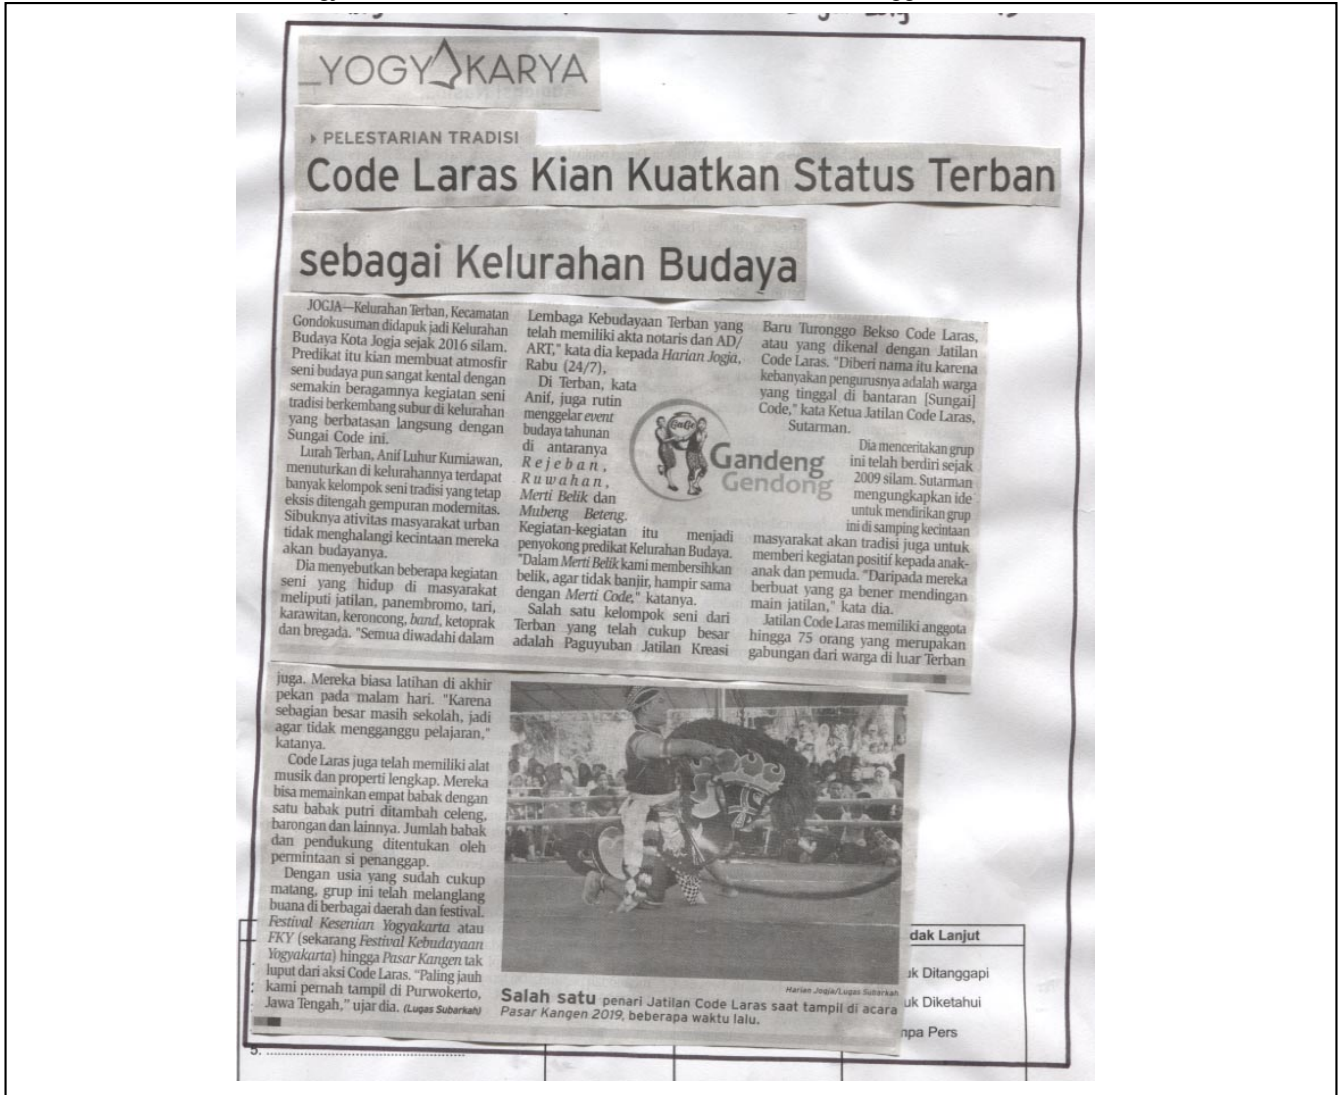 YOGYAKARYA
PELESTARIAN TRADISI
Code Laras Kian Kuatkan Status Terban
sebagai Kelurahan Budaya
JOGJA—Kelurahan Terban, Kecamatan
Gondokusuman didapuk jadi Kelurahan
Budaya Kota Jogja sejak 2016 silam.
Predikat itu kian membuat atmosfir
seni budaya pun sangat kental dengan
semakin beragamnya kegiatan seni
tradisi berkembang subur di kelurahan
yang berbatasan langsung dengan
Sungai Code ini.
Lurah Terban, Anif Luhur Kurniawan,
menuturkan di kelurahannya terdapat
banyak kelompok seni tradisi yang tetap
eksis ditengah gempuran modernitas.
Sibuknya ativitas masyarakat urban
tidak menghalangi kecintaan mereka
akan budayanya.
Dia menyebutkan beberapa kegiatan
seni yang hidup di masyarakat
meliputi jatilan, panembromo, tari,
karawitan, keroncong, band, ketoprak
dan bregada. "Semua diwadahi dalam
Lembaga Kebudayaan Terban yang
telah memiliki akta notaris dan AD/
ART," kata dia kepada Harian Jogja,
Rabu (24/7).
Di Terban, kata
Anif, juga rutin
menggelar event
budaya tahunan
di antaranya
Rejeban,
Ruwahan,
Merti Belik dan
Mubeng Beteng.
Kegiatan-kegiatan itu menjadi
penyokong predikat Kelurahan Budaya.
"Dalam Merti Belik kami membersihkan
belik, agar tidak banjir, hampir sama
dengan Merti Code," katanya.
Salah satu kelompok seni dari
Terban yang telah cukup besar
adalah Paguyuban Jatilan Kreasi
Gandeng
Gendong
Baru Turonggo Bekso Code Laras,
atau yang dikenal dengan Jatilan
Code Laras. "Diberi nama itu karena
kebanyakan pengurusnya adalah warga
yang tinggal di bantaran [Sungai]
Code," kata Ketua Jatilan Code Laras,
Sutarman.
Dia menceritakan grup
ini telah berdiri sejak
2009 silam. Sutarman
mengungkapkan ide
untuk mendirikan grup
ini di samping kecintaan
masyarakat akan tradisi juga untuk
memberi kegiatan positif kepada anak-
anak dan pemuda. "Daripada mereka
berbuat yang ga bener mendingan
main jatilan," kata dia.
Jatilan Code Laras memiliki anggota
hingga 75 orang yang merupakan
gabungan dari warga di luar Terban
juga. Mereka biasa latihan di akhir
pekan pada malam hari. "Karena
sebagian besar masih sekolah, jadi
agar tidak mengganggu pelajaran,"
katanya.
Code Laras juga telah memiliki alat
musik dan properti lengkap. Mereka
bisa memainkan empat babak dengan
satu babak putri ditambah celeng,
barongan dan lainnya. Jumlah babak
dan pendukung ditentukan oleh
permintaan si penanggap.
Dengan usia yang sudah cukup
matang, grup ini telah melanglang
buana di berbagai daerah dan festival.
Festival Kesenian Yogyakarta atau
FKY (sekarang Festival Kebudayaan
Yogyakarta) hingga Pasar Kangen tak
luput dari aksi Code Laras. "Paling jauh
kami pernah tampil di Purwokerto,
Jawa Tengah," ujar dia. (Lugas Subarkah)
Harian Jogja/Lugas Subarkah
Salah satu penari Jatilan Code Laras saat tampil di acara
Pasar Kangen 2019, beberapa waktu lalu.
dak Lanjut
uk Ditanggapi
uk Diketahui
npa Pers
5. ........................................